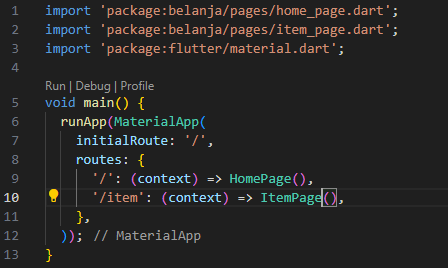 1 import 'package:belanja/pages/home_page.dart';
2 import 'package:belanja/pages/item_page.dart';
3 import 'package:flutter/material.dart';
4
Run | Debug | Profile
5 void main() {
6   runApp(MaterialApp(
7     initialRoute: '/',
8     routes: {
9       '/': (context) => HomePage(),
10       '/item': (context) => ItemPage(),
11     },
12   )); // MaterialApp
13 }